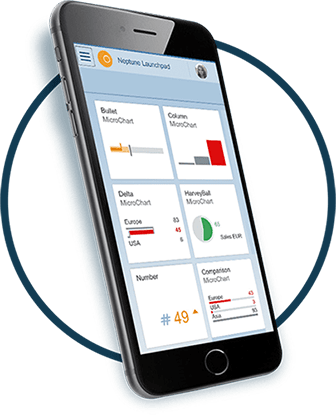 Neptune Launchpad
Bullet
MicroChart
Column
MicroChart
Delta
MicroChart
Europe 83
45
USA 6
HarveyBall
MicroChart
65
Sales EUR
Number
# 49
Comparison
MicroChart
Europe 43
USA
Asia